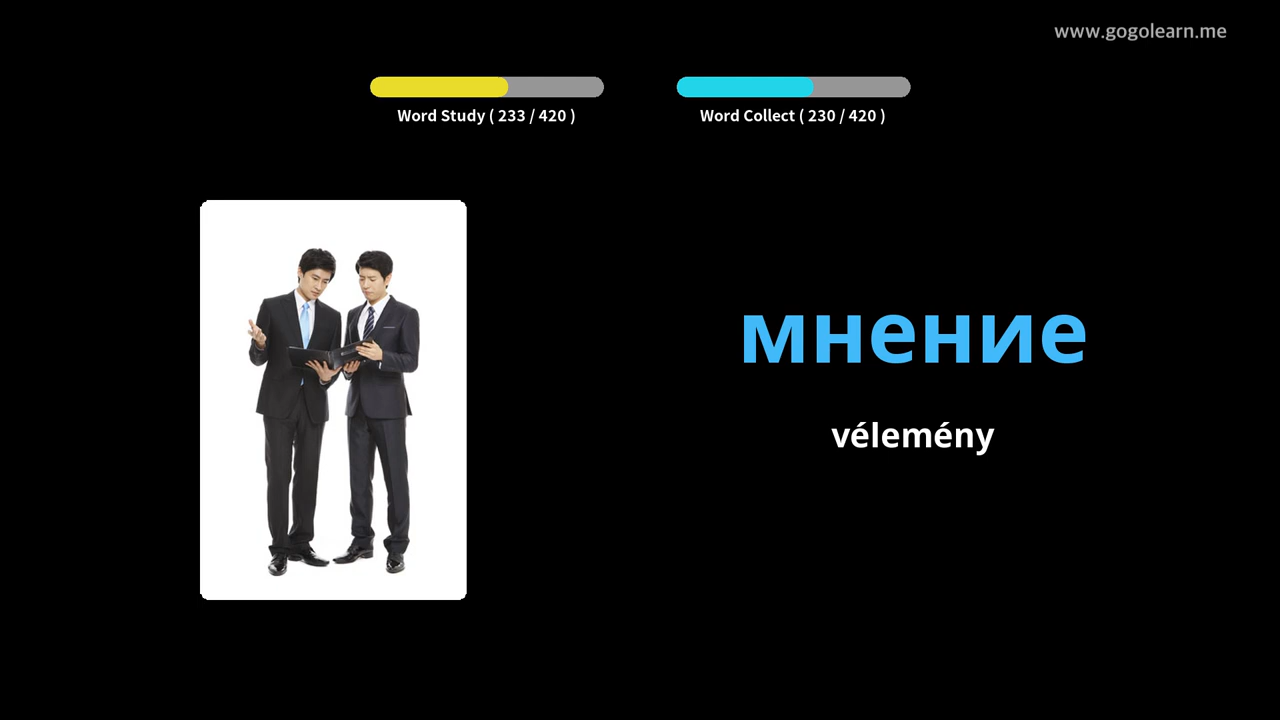 www.gogolearn.me
Word Study ( 233 / 420 )
Word Collect ( 230 / 420 )
мнение
vélemény